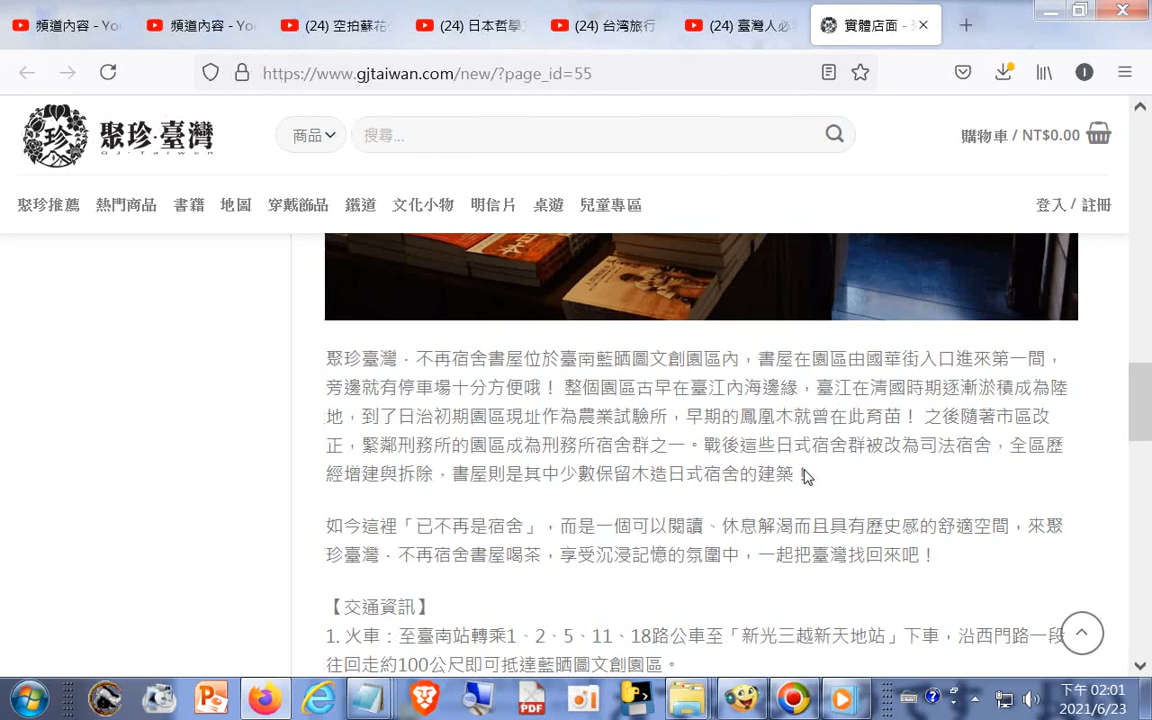 頻道內容 - Yo
頻道內容 - Yo
(24) 空拍蘇花
(24) 日本哲學
(24) 台湾旅行
(24) 臺灣人必
實體店面 -
https://www.gjtaiwan.com/new/?page_id=55
珍
聚珍·臺灣
商品
搜尋...
購物車 / NT$0.00
聚珍推薦 熱門商品 書籍 地圖 穿戴飾品 鐵道 文化小物 明信片 桌遊 兒童專區
登入 / 註冊
聚珍臺灣．不再宿舍書屋位於臺南藍晒圖文創園區內，書屋在園區由國華街入口進來第一間，
旁邊就有停車場十分方便哦！ 整個園區古早在臺江內海邊緣，臺江在清國時期逐漸淤積成為陸
地，到了日治初期園區現址作為農業試驗所，早期的鳳凰木就曾在此育苗！ 之後隨著市區改
正，緊鄰刑務所的園區成為刑務所宿舍群之一。戰後這些日式宿舍群被改為司法宿舍，全區歷
經增建與拆除，書屋則是其中少數保留木造日式宿舍的建築！
如今這裡「已不再是宿舍」，而是一個可以閱讀、休息解渴而且具有歷史感的舒適空間，來聚
珍臺灣．不再宿舍書屋喝茶，享受沉浸記憶的氛圍中，一起把臺灣找回來吧！
【交通資訊】
1. 火車：至臺南站轉乘1、2、5、11、18路公車至「新光三越新天地站」下車，沿西門路一段
往回走約100公尺即可抵達藍晒圖文創園區。
PDF
下午 02:01
2021/6/23